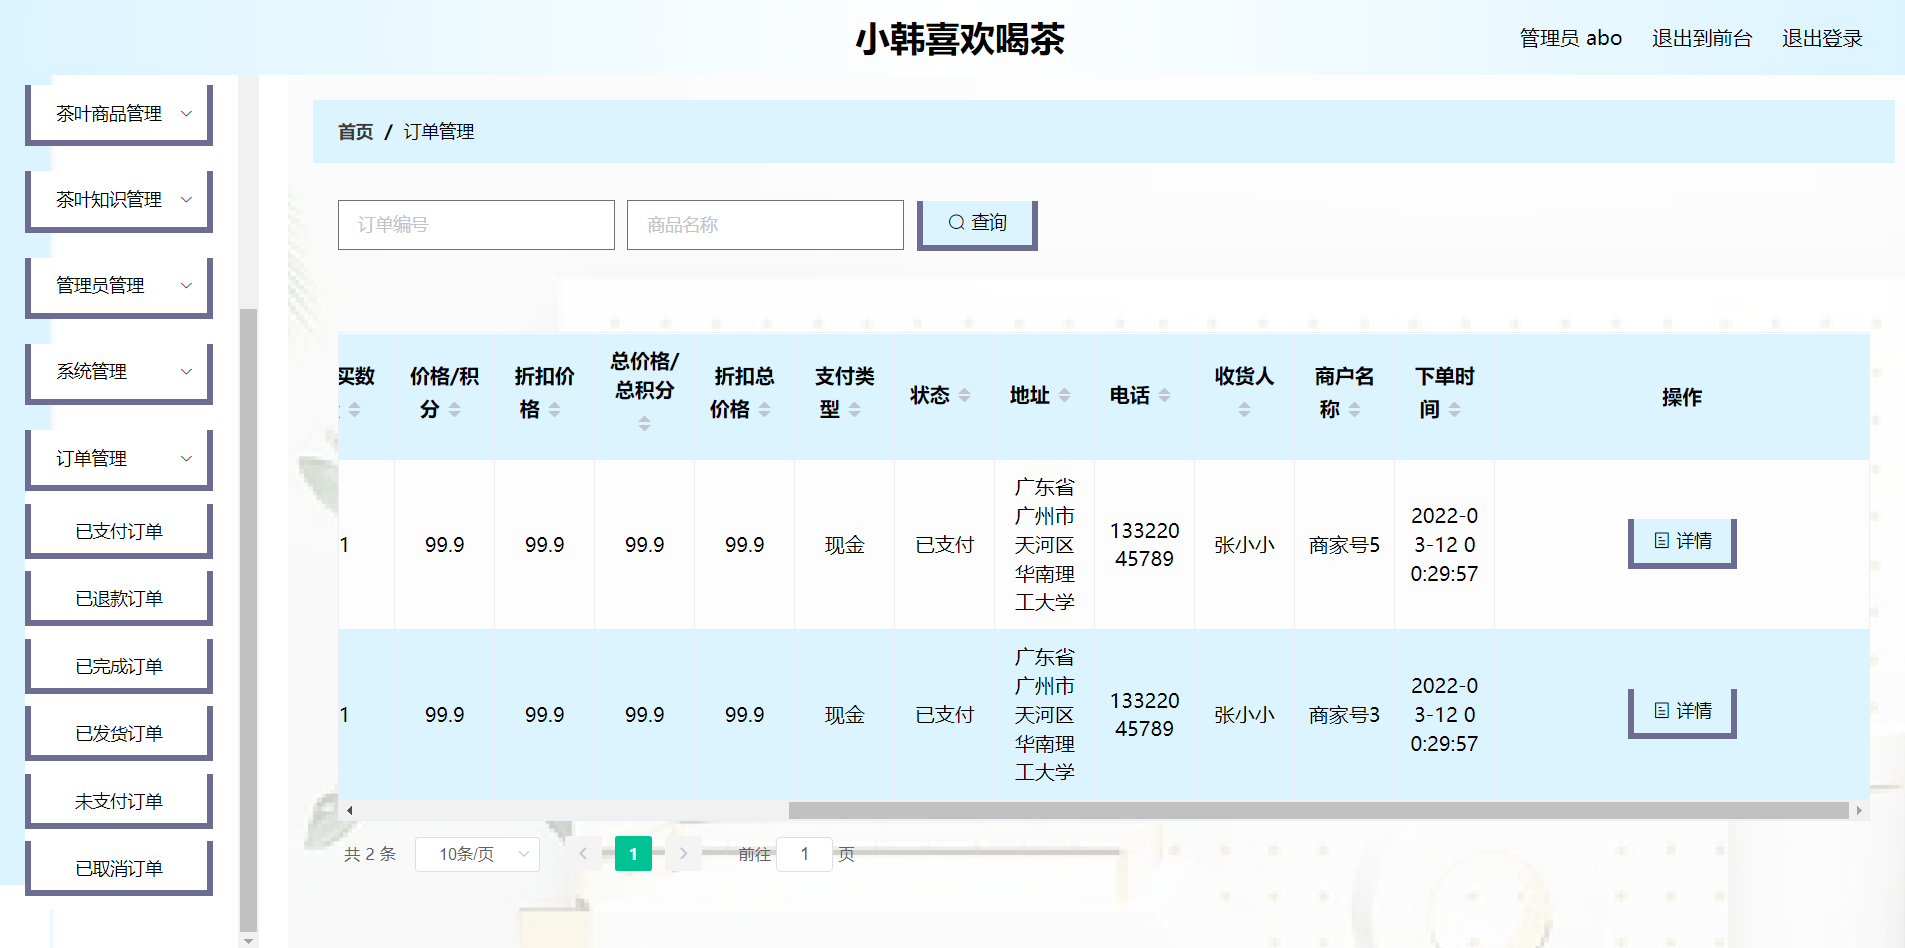 小韩喜欢喝茶
管理员 abo 退出到前台 退出登录
茶叶商品管理
茶叶知识管理
管理员管理
系统管理
订单管理
已支付订单
已退款订单
已完成订单
已发货订单
未支付订单
已取消订单
首页 / 订单管理
订单编号 商品名称 查询
买数 价格/积分 折扣价格 总价格/总积分 折扣总价格 支付类型 状态 地址 电话 收货人 商户名称 下单时间 操作
1 99.9 99.9 99.9 99.9 现金 已支付 广东省广州市天河区华南理工大学 13322045789 张小小 商家号5 2022-03-12 00:29:57 详情
1 99.9 99.9 99.9 99.9 现金 已支付 广东省广州市天河区华南理工大学 13322045789 张小小 商家号3 2022-03-12 00:29:57 详情
共 2 条 10条/页 1 前往 1 页